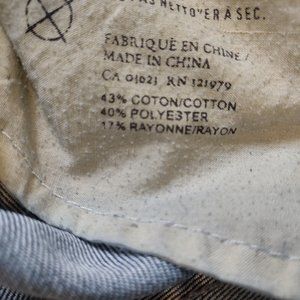 PAS NETTOYER À SEC.
FABRIQUÉ EN CHINE/
MADE IN CHINA
CA 01021 RN 121979
43% COTON/COTTON
40% POLYESTER
17% RAYONNE/RAYON